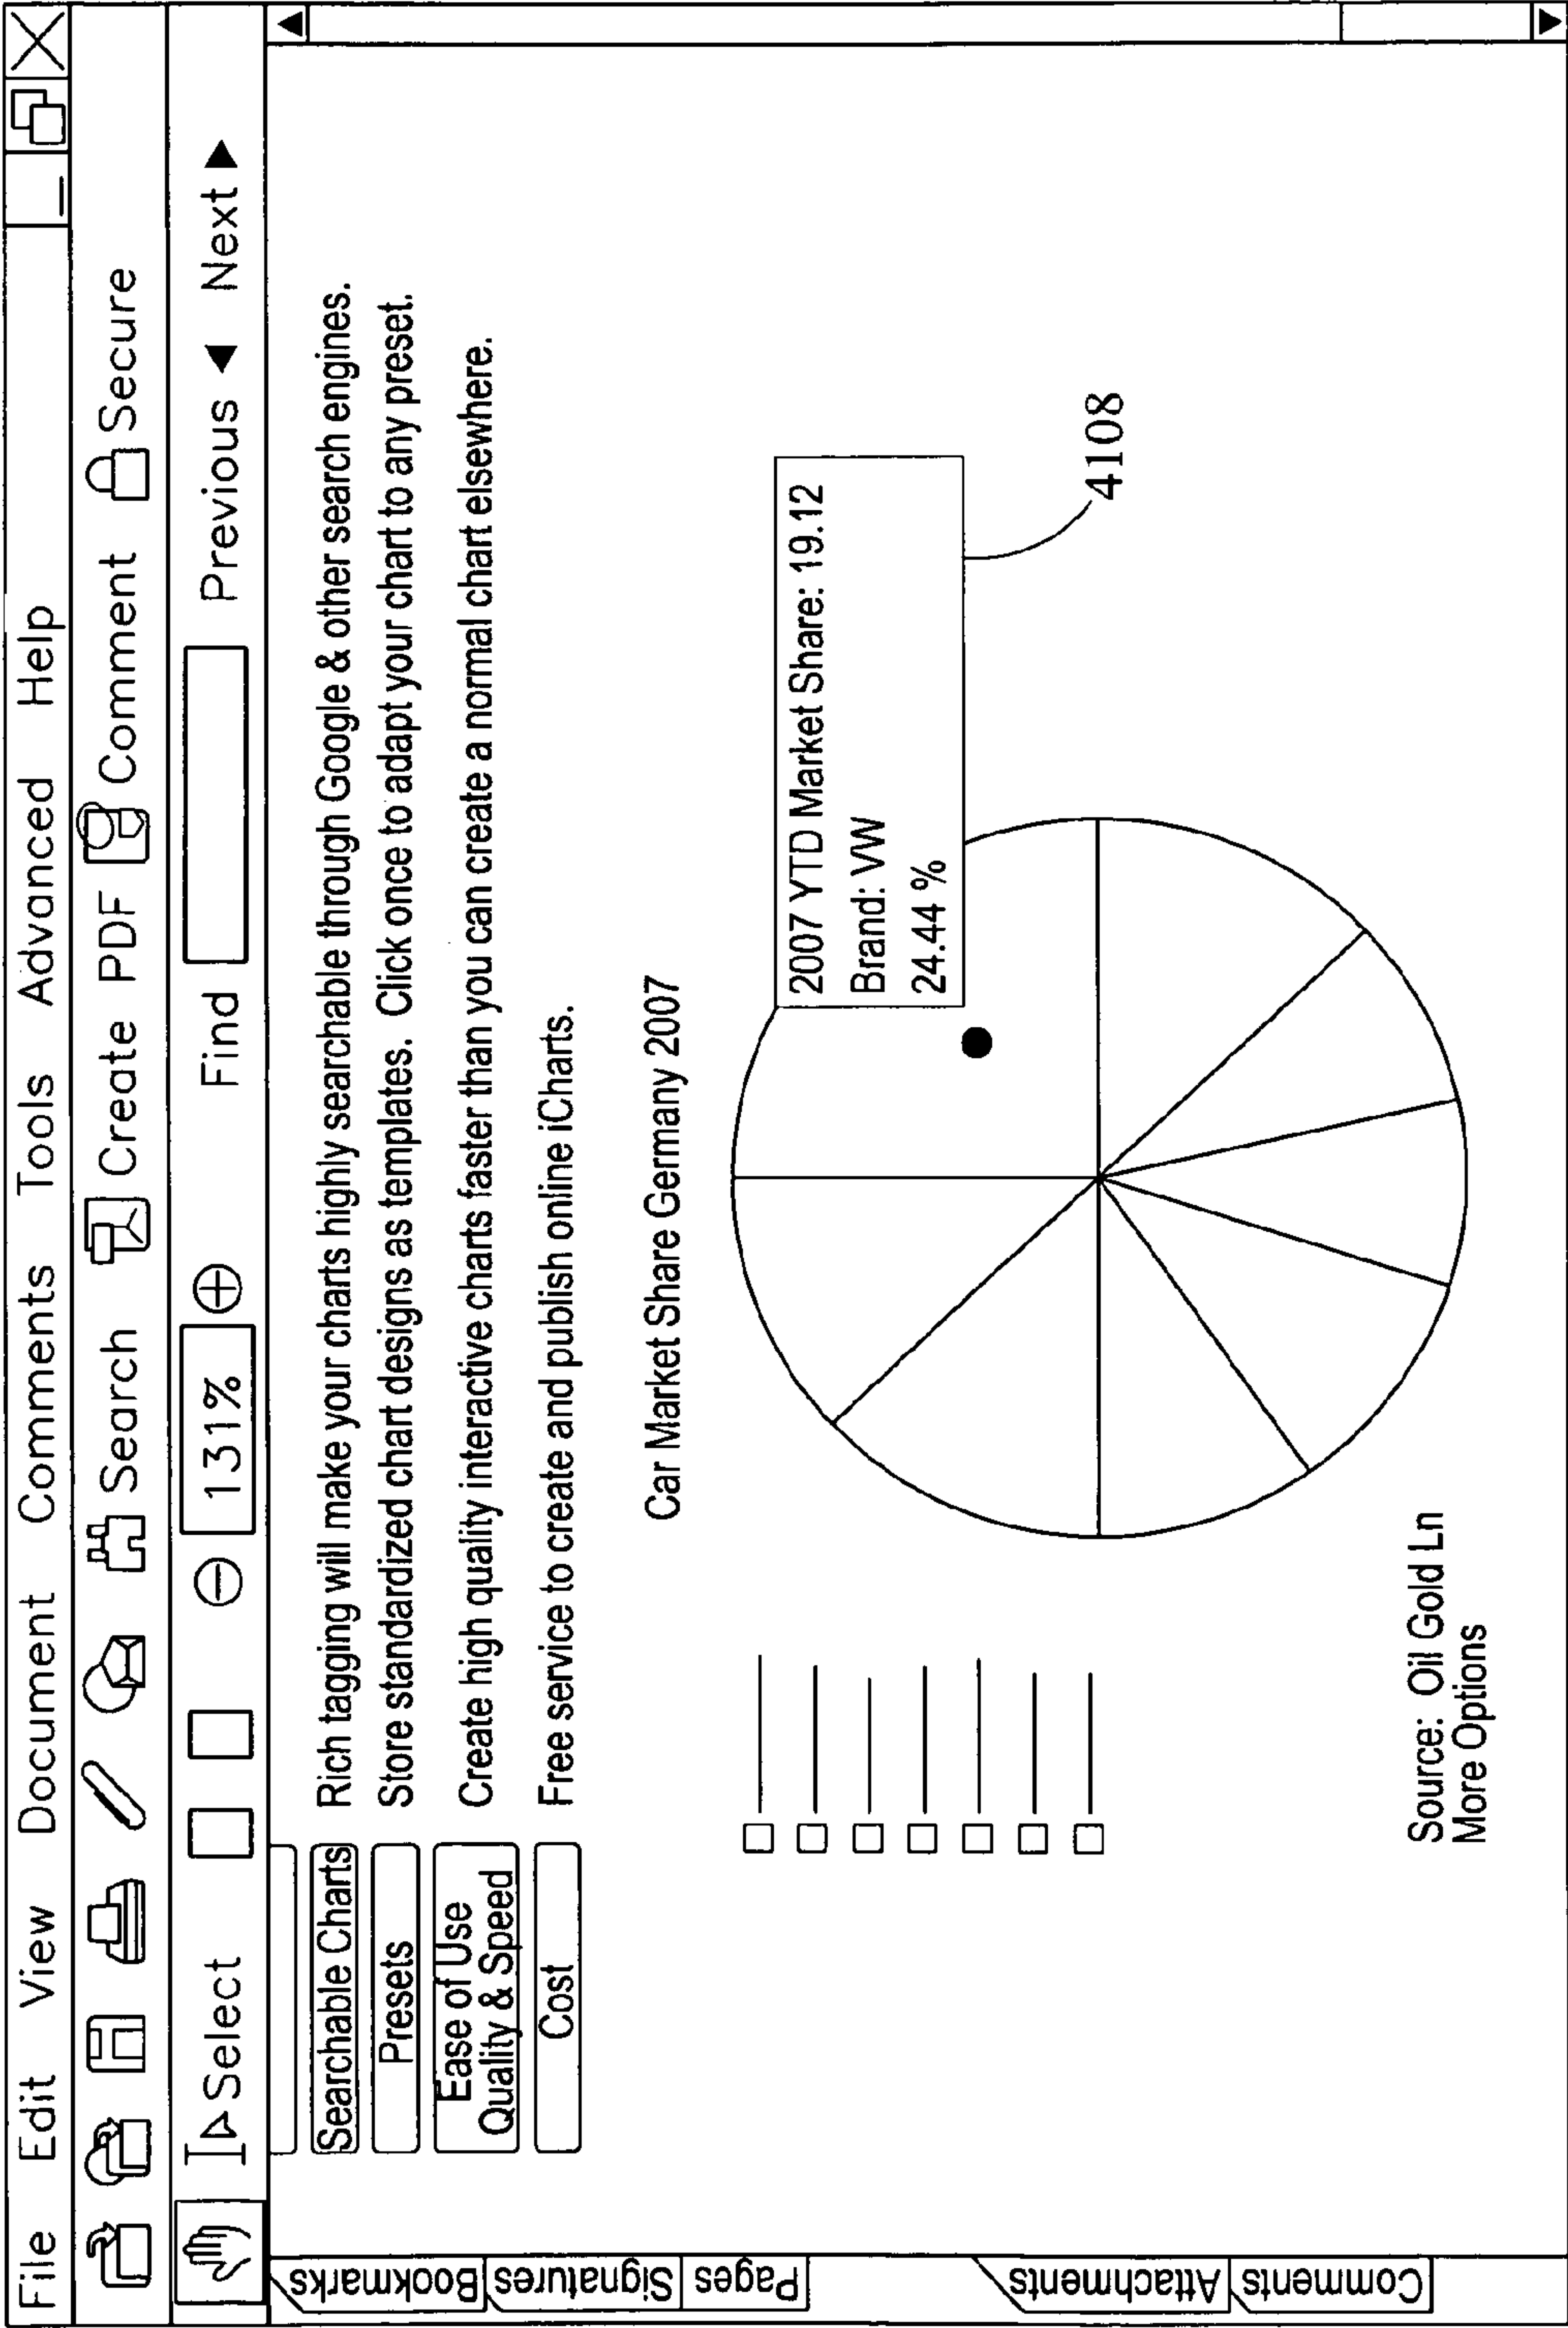 File Edit View Document Comments Tools Advanced Help
Search Create PDF Comment Secure
Select 131% Find Previous Next
Searchable Charts Rich tagging will make your charts highly searchable through Google & other search engines.
Presets Store standardized chart designs as templates. Click once to adapt your chart to any preset.
Ease of Use
Quality & Speed
Create high quality interactive charts faster than you can create a normal chart elsewhere.
Cost Free service to create and publish online iCharts.
Car Market Share Germany 2007
2007 YTD Market Share: 19.12
Brand: VW
24.44 %
4108
Source: Oil Gold Ln
More Options
Bookmarks
Signatures
Pages
Attachments
Comments